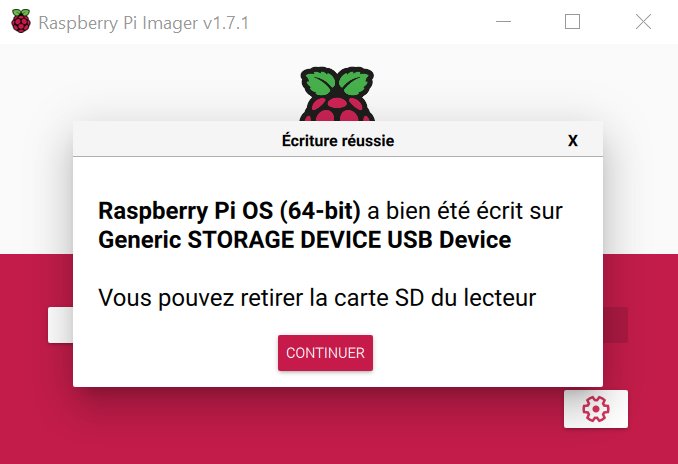 Raspberry Pi Imager v1.7.1
Écriture réussie
X
Raspberry Pi OS (64-bit) a bien été écrit sur
Generic STORAGE DEVICE USB Device
Vous pouvez retirer la carte SD du lecteur
CONTINUER